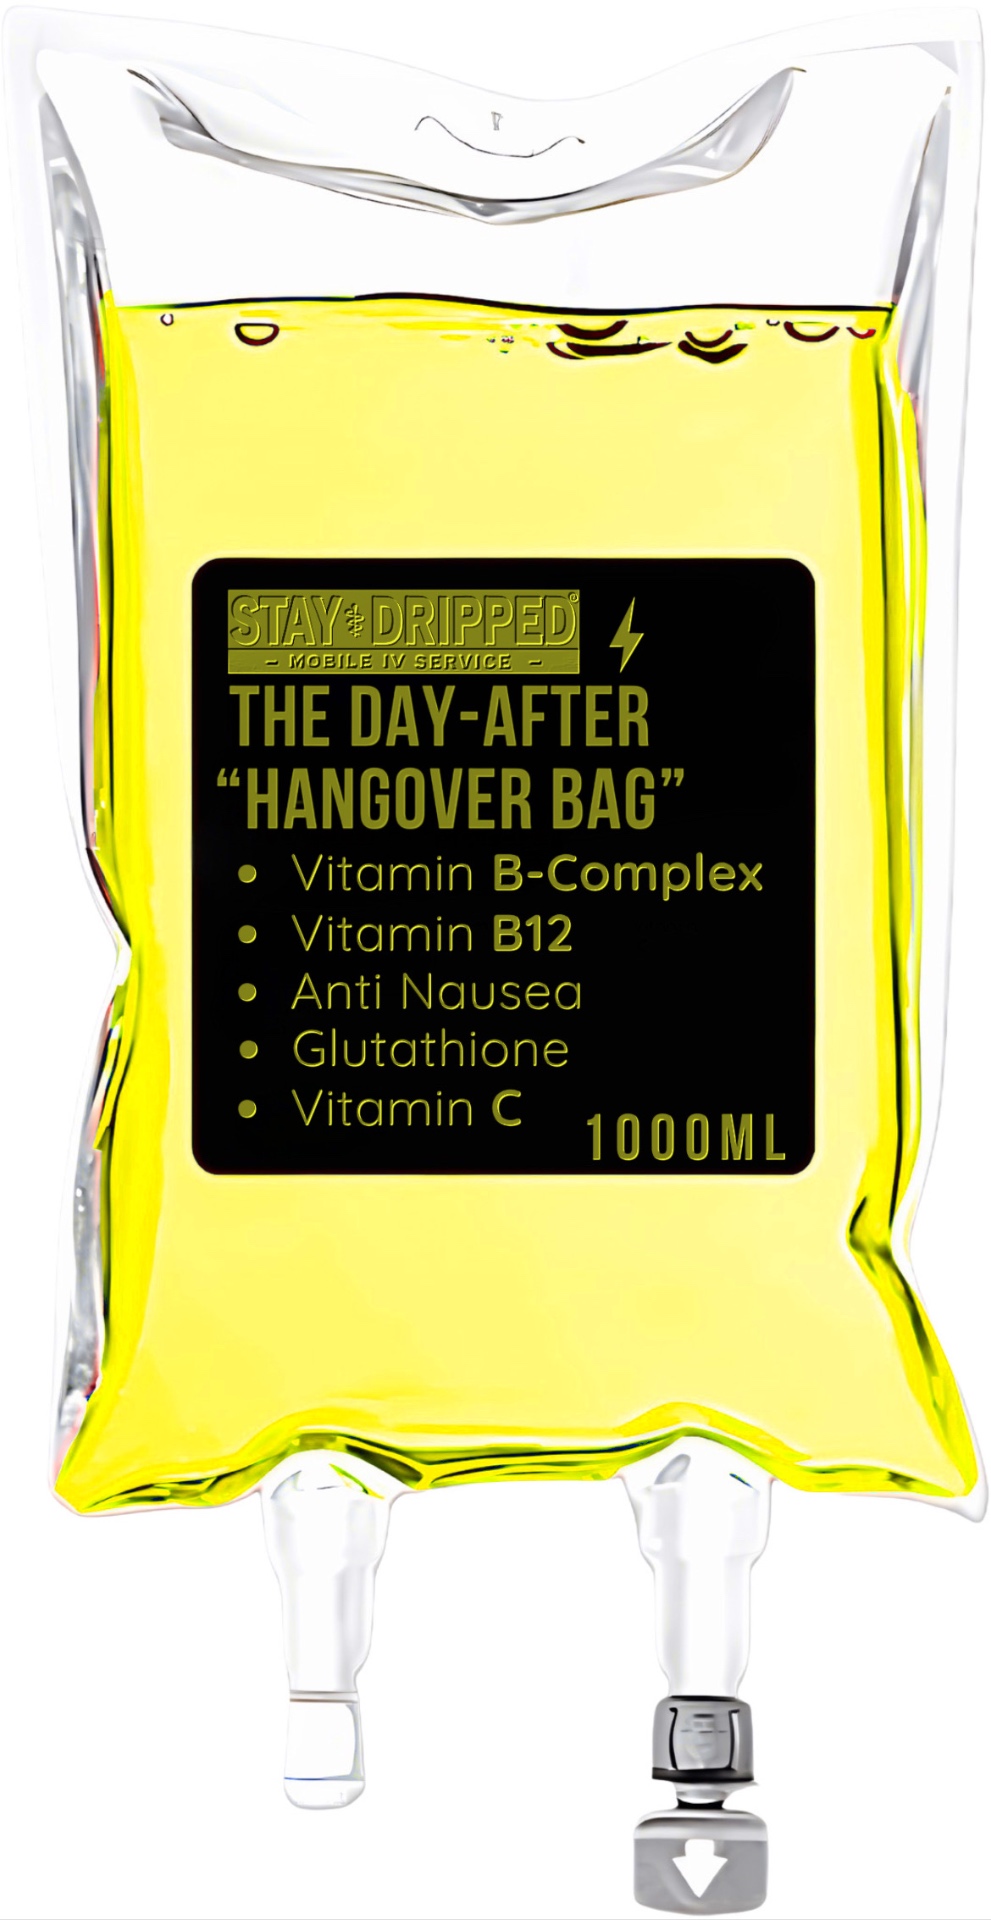 STAY DRIPPED®
- MOBILE IV SERVICE -
THE DAY-AFTER
“HANGOVER BAG”
• Vitamin B-Complex
• Vitamin B12
• Anti Nausea
• Glutathione
• Vitamin C
1000ML